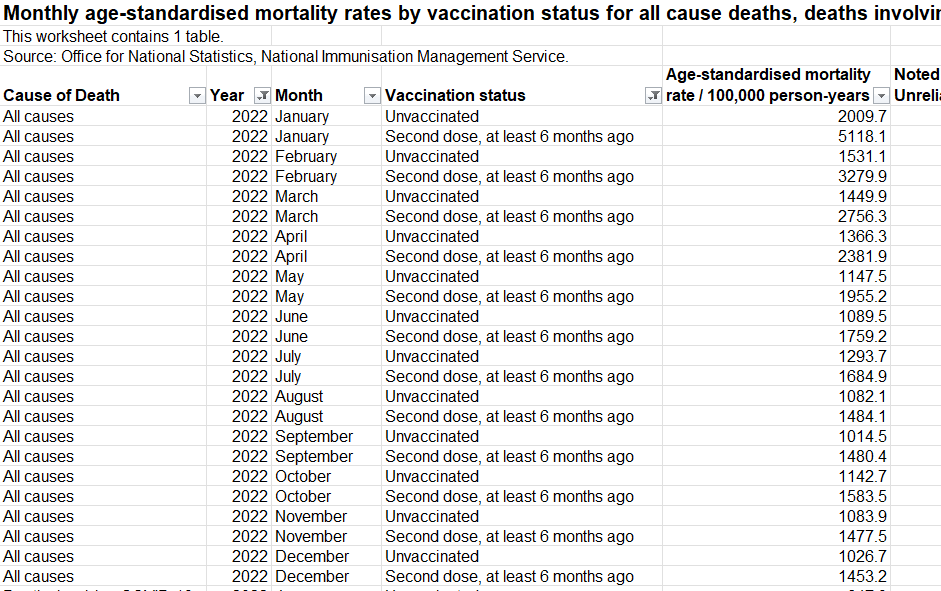 Monthly age-standardised mortality rates by vaccination status for all cause deaths, deaths
This worksheet contains 1 table.
Source: Office for National Statistics, National Immunisation Management Service.
Age-standardised mortality Noted
Cause of Death Year Month Vaccination status rate / 100,000 person-years
All causes 2022 January Unvaccinated 2009.7
All causes 2022 January Second dose, at least 6 months ago 5118.1
All causes 2022 February Unvaccinated 1531.1
All causes 2022 February Second dose, at least 6 months ago 3279.9
All causes 2022 March Unvaccinated 1449.9
All causes 2022 March Second dose, at least 6 months ago 2756.3
All causes 2022 April Unvaccinated 1366.3
All causes 2022 April Second dose, at least 6 months ago 2381.9
All causes 2022 May Unvaccinated 1147.5
All causes 2022 May Second dose, at least 6 months ago 1955.2
All causes 2022 June Unvaccinated 1089.5
All causes 2022 June Second dose, at least 6 months ago 1759.2
All causes 2022 July Unvaccinated 1293.7
All causes 2022 July Second dose, at least 6 months ago 1684.9
All causes 2022 August Unvaccinated 1082.1
All causes 2022 August Second dose, at least 6 months ago 1484.1
All causes 2022 September Unvaccinated 1014.5
All causes 2022 September Second dose, at least 6 months ago 1480.4
All causes 2022 October Unvaccinated 1142.7
All causes 2022 October Second dose, at least 6 months ago 1583.5
All causes 2022 November Unvaccinated 1083.9
All causes 2022 November Second dose, at least 6 months ago 1477.5
All causes 2022 December Unvaccinated 1026.7
All causes 2022 December Second dose, at least 6 months ago 1453.2